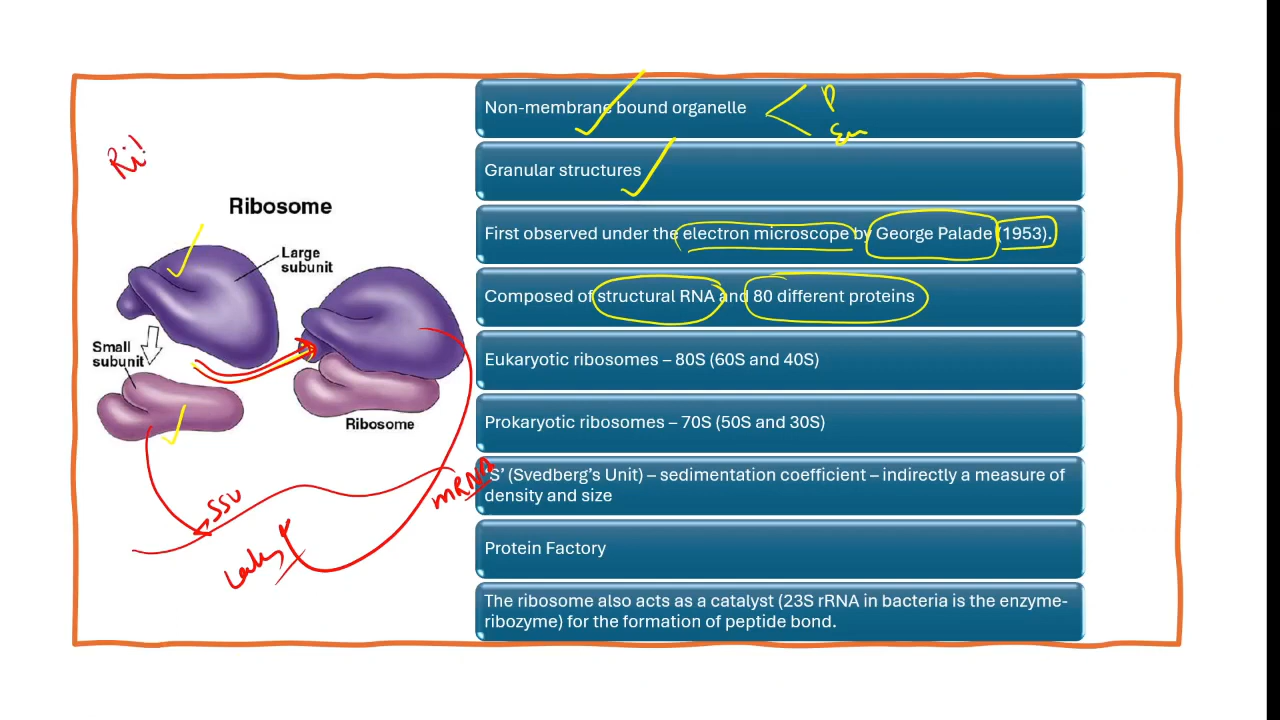 Ri!
Ribosome
Large
subunit
Small
subunit
Ribosome
SSU
mRNA
Non-membrane bound organelle
P
Eu
Granular structures
First observed under the electron microscope by George Palade (1953).
Composed of structural RNA and 80 different proteins
Eukaryotic ribosomes – 80S (60S and 40S)
Prokaryotic ribosomes – 70S (50S and 30S)
'S' (Svedberg's Unit) – sedimentation coefficient – indirectly a measure of
density and size
Protein Factory
The ribosome also acts as a catalyst (23S rRNA in bacteria is the enzyme-
ribozyme) for the formation of peptide bond.